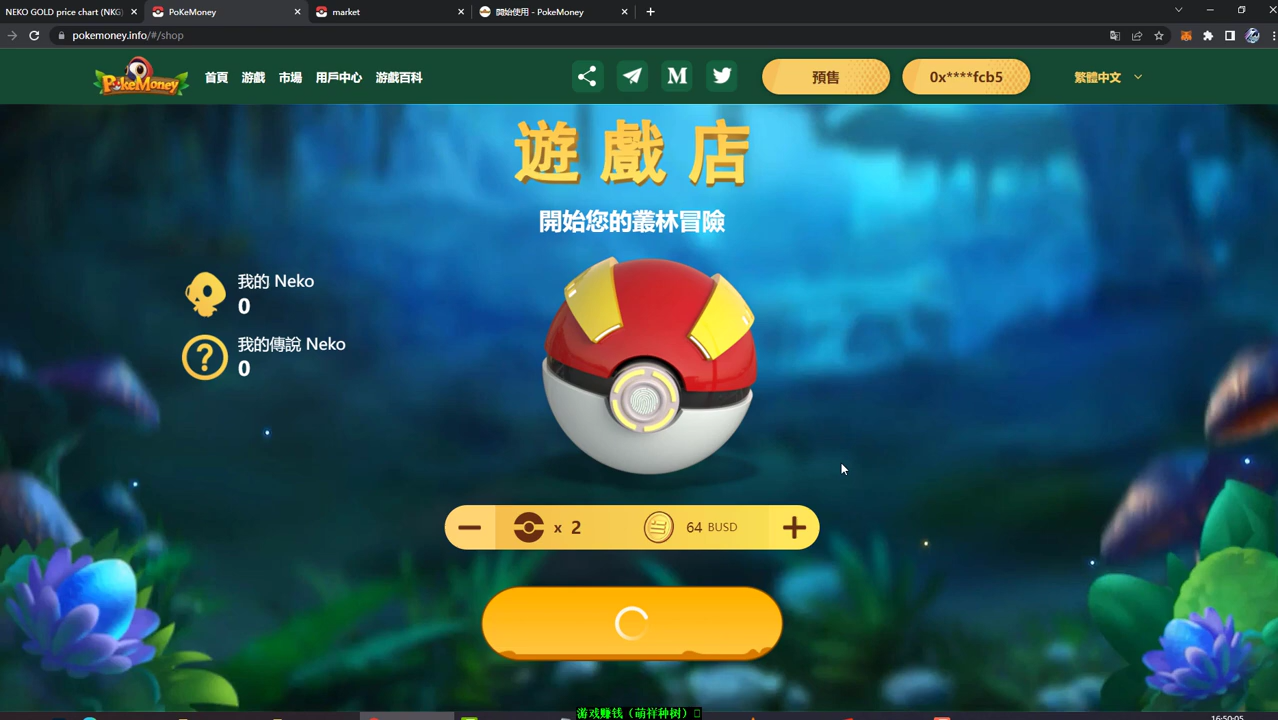 NEKO GOLD price chart (NKG)
PoKeMoney
market
開始使用 - PokeMoney
pokemoney.info/#/shop
PokeMoney
首頁
遊戲
市場
用戶中心
遊戲百科
M
預售
0x****fcb5
繁體中文
遊戲店
開始您的叢林冒險
我的 Neko
0
我的傳說 Neko
0
x 2
64 BUSD
游戏赚钱（萌祥种树）
16:50:05